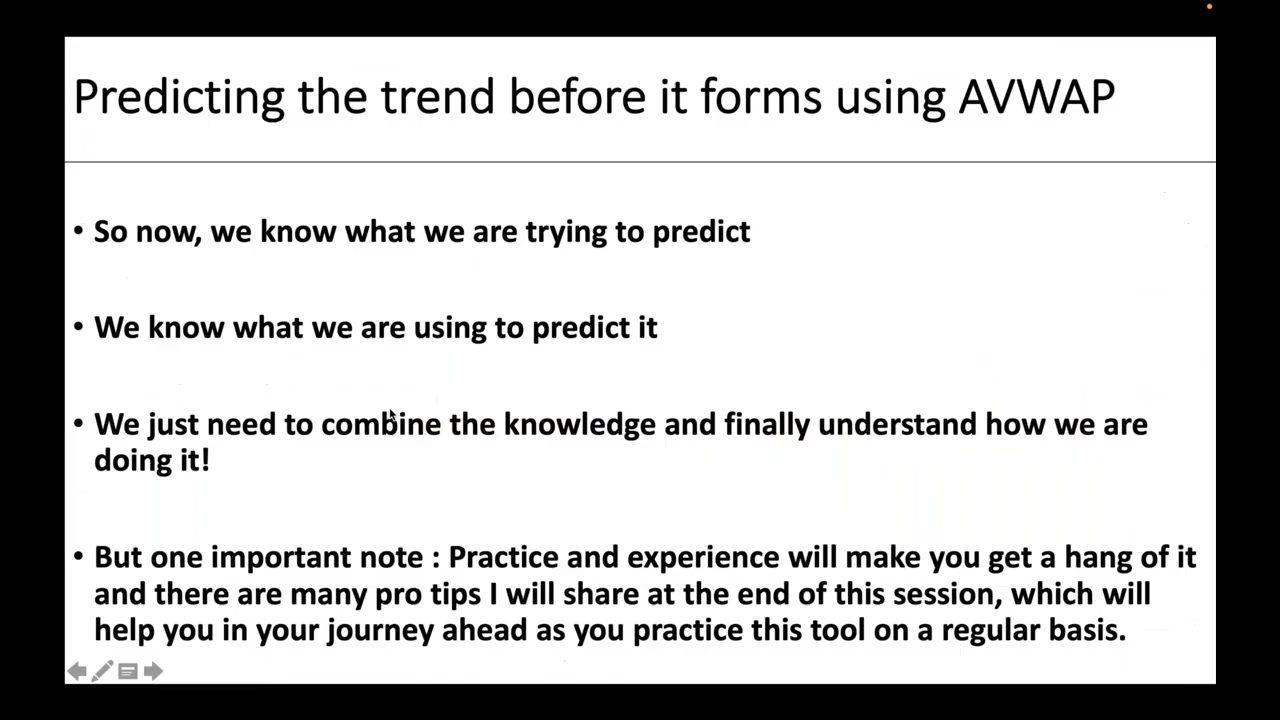 Predicting the trend before it forms using AVWAP
• So now, we know what we are trying to predict
• We know what we are using to predict it
• We just need to combine the knowledge and finally understand how we are
doing it!
• But one important note : Practice and experience will make you get a hang of it
and there are many pro tips I will share at the end of this session, which will
help you in your journey ahead as you practice this tool on a regular basis.